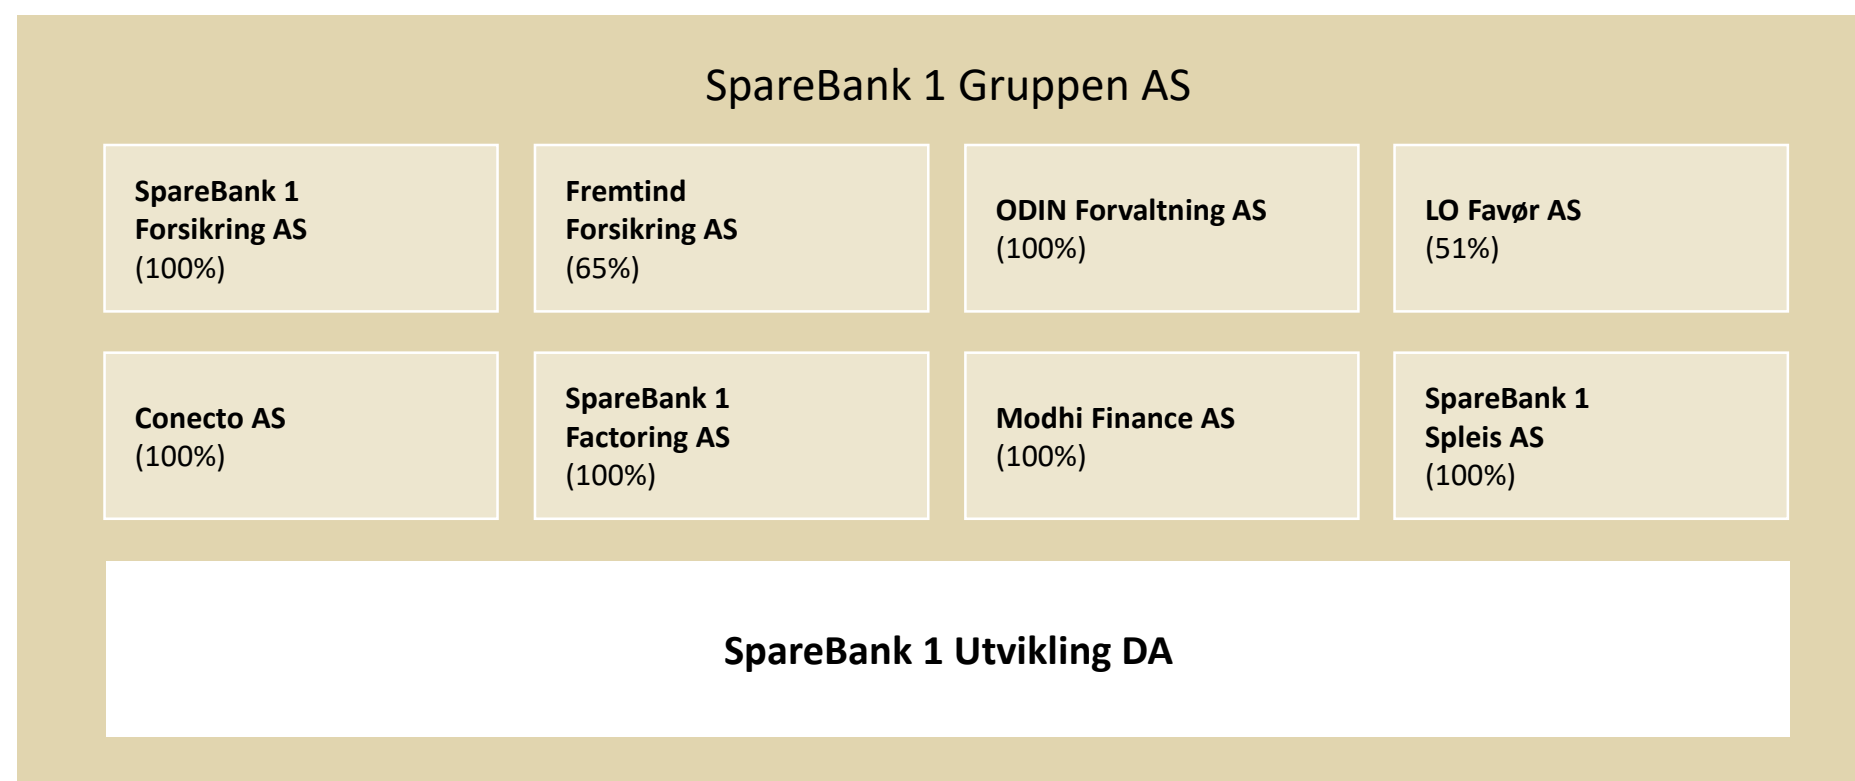 SpareBank 1 Gruppen AS
SpareBank 1
Forsikring AS
(100%)
Fremtind
Forsikring AS
(65%)
ODIN Forvaltning AS
(100%)
LO Favør AS
(51%)
Conecto AS
(100%)
SpareBank 1
Factoring AS
(100%)
Modhi Finance AS
(100%)
SpareBank 1
Spleis AS
(100%)
SpareBank 1 Utvikling DA